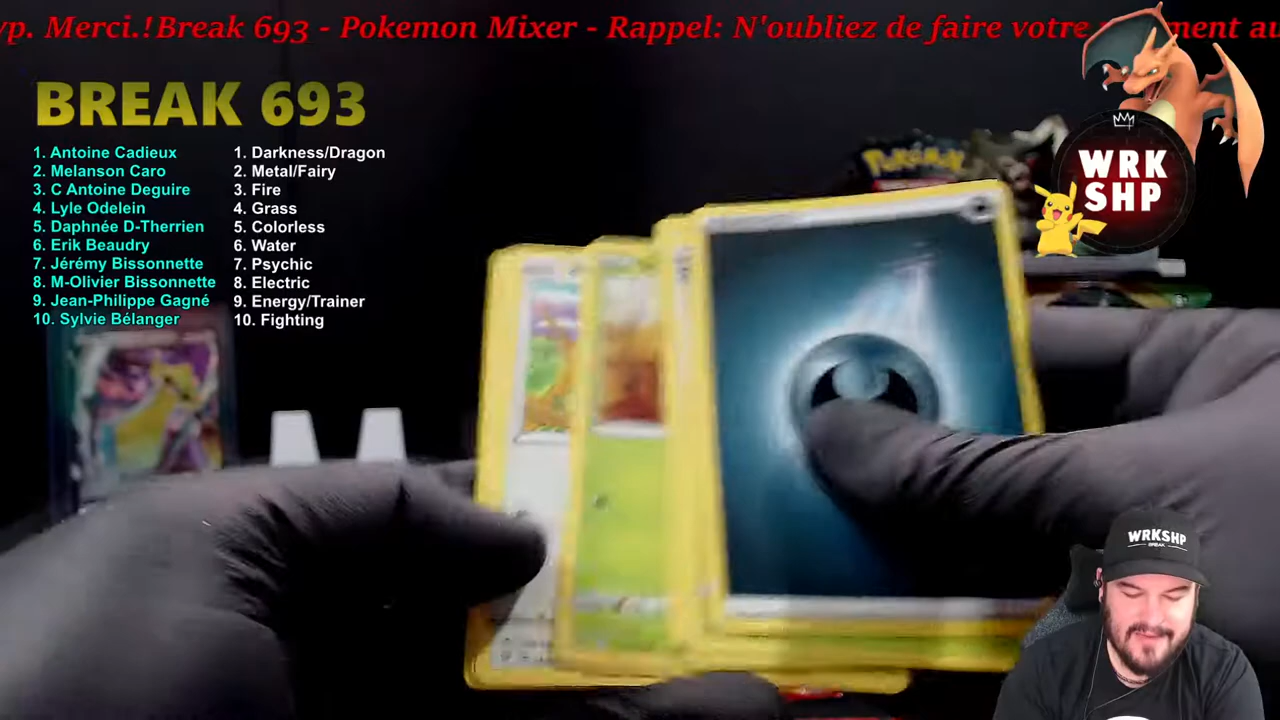 yp. Merci.!Break 693 - Pokemon Mixer - Rappel: N'oubliez de faire votre au
BREAK 693
1. Antoine Cadieux
2. Melanson Caro
3. C Antoine Deguire
4. Lyle Odelein
5. Daphnée D-Therrien
6. Erik Beaudry
7. Jérémy Bissonnette
8. M-Olivier Bissonnette
9. Jean-Philippe Gagné
10. Sylvie Bélanger
1. Darkness/Dragon
2. Metal/Fairy
3. Fire
4. Grass
5. Colorless
6. Water
7. Psychic
8. Electric
9. Energy/Trainer
10. Fighting
Pokémon
WRK
SHP
WRKSHP
BREAK